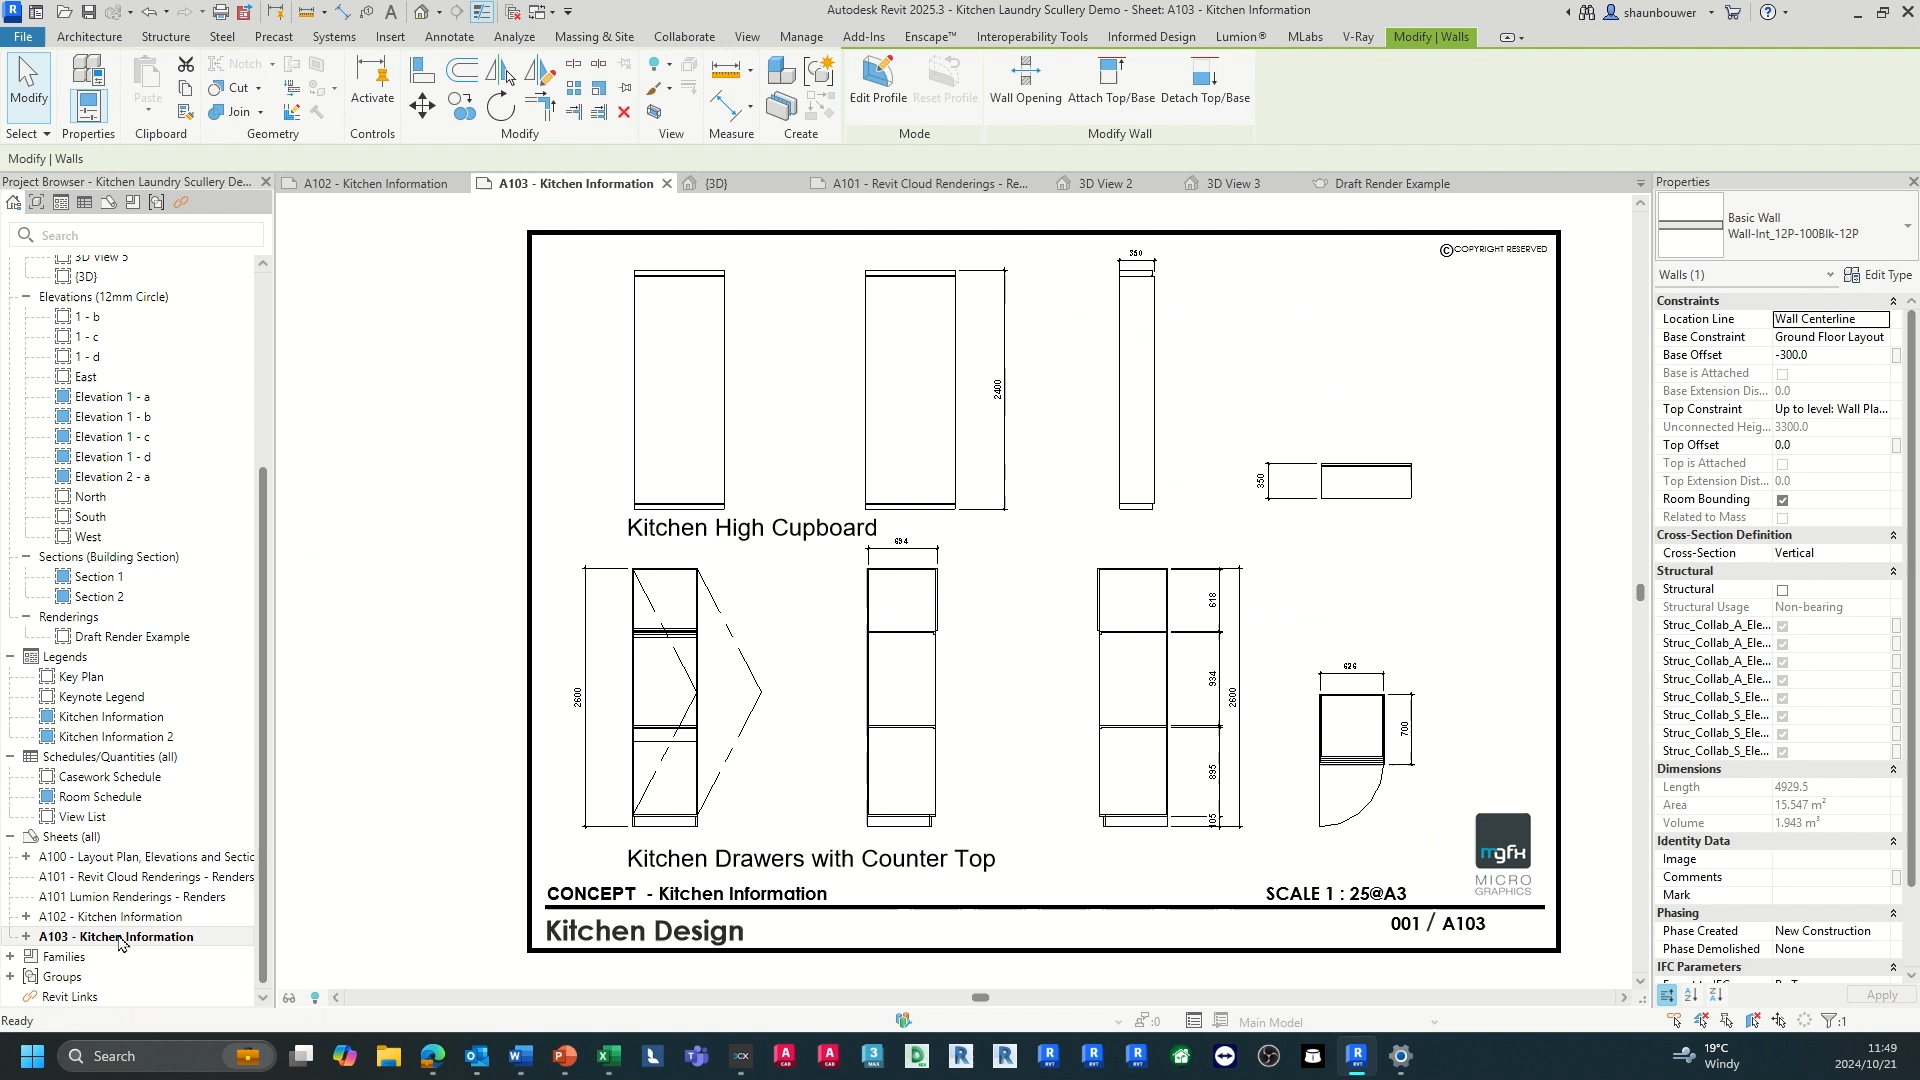 Autodesk Revit 2025.3 - Kitchen Laundry Scullery Demo - Sheet: A103 - Kitchen Information
shaunbouwer
File Architecture Structure Steel Precast Systems Insert Annotate Analyze Massing & Site Collaborate View Manage Add-Ins Enscape™ Interoperability Tools Informed Design Lumion® MLabs V-Ray Modify | Walls
Modify
Paste
Notch
Cut
Join
Activate
Edit Profile Reset Profile
Wall Opening Attach Top/Base Detach Top/Base
Select Properties Clipboard Geometry Controls Modify View Measure Create Mode Modify Wall
Modify | Walls
Project Browser - Kitchen Laundry Scullery De...
A102 - Kitchen Information
A103 - Kitchen Information
{3D}
A101 - Revit Cloud Renderings - Re...
3D View 2
3D View 3
Draft Render Example
Search
3D View 5
{3D}
Elevations (12mm Circle)
1 - b
1 - c
1 - d
East
Elevation 1 - a
Elevation 1 - b
Elevation 1 - c
Elevation 1 - d
Elevation 2 - a
North
South
West
Sections (Building Section)
Section 1
Section 2
Renderings
Draft Render Example
Legends
Key Plan
Keynote Legend
Kitchen Information
Kitchen Information 2
Schedules/Quantities (all)
Casework Schedule
Room Schedule
View List
Sheets (all)
A100 - Layout Plan, Elevations and Sectic
A101 - Revit Cloud Renderings - Renders
A101 Lumion Renderings - Renders
A102 - Kitchen Information
A103 - Kitchen Information
Families
Groups
Revit Links
©COPYRIGHT RESERVED
350
2400
350
Kitchen High Cupboard
694
2600
618
934
2600
895
105
626
700
Kitchen Drawers with Counter Top
mgfx
MICRO
GRAPHICS
CONCEPT - Kitchen Information
SCALE 1 : 25@A3
Kitchen Design
001 / A103
Properties
Basic Wall
Wall-Int_12P-100Blk-12P
Walls (1)
Edit Type
Constraints
Location Line Wall Centerline
Base Constraint Ground Floor Layout
Base Offset -300.0
Base is Attached
Base Extension Dis... 0.0
Top Constraint Up to level: Wall Pla...
Unconnected Heig... 3300.0
Top Offset 0.0
Top is Attached
Top Extension Dist... 0.0
Room Bounding
Related to Mass
Cross-Section Definition
Cross-Section Vertical
Structural
Structural
Structural Usage Non-bearing
Struc_Collab_A_Ele...
Struc_Collab_A_Ele...
Struc_Collab_A_Ele...
Struc_Collab_A_Ele...
Struc_Collab_S_Ele...
Struc_Collab_S_Ele...
Struc_Collab_S_Ele...
Struc_Collab_S_Ele...
Dimensions
Length 4929.5
Area 15.547 m²
Volume 1.943 m³
Identity Data
Image
Comments
Mark
Phasing
Phase Created New Construction
Phase Demolished None
IFC Parameters
Apply
Ready
:0
Main Model
:1
Search
19°C
Windy
11:49
2024/10/21